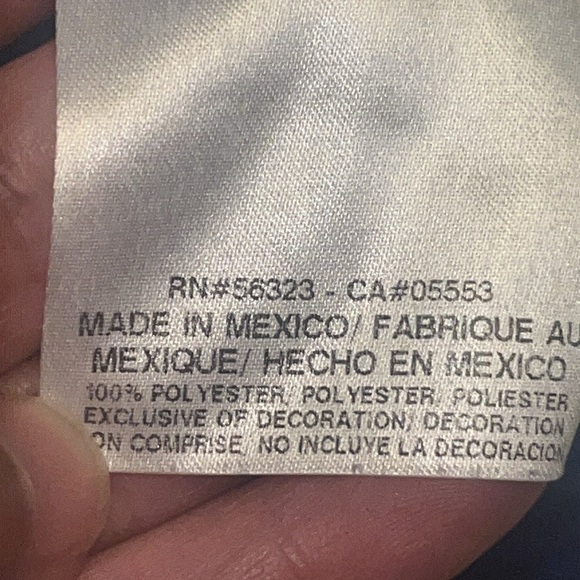 RN#56323 - CA#05553
MADE IN MEXICO/ FABRIQUE AU
MEXIQUE/ HECHO EN MEXICO
100% POLYESTER, POLYESTER, POLIESTER
EXCLUSIVE OF DECORATION, DECORATION
ON COMPRISE, NO INCLUYE LA DECORACION